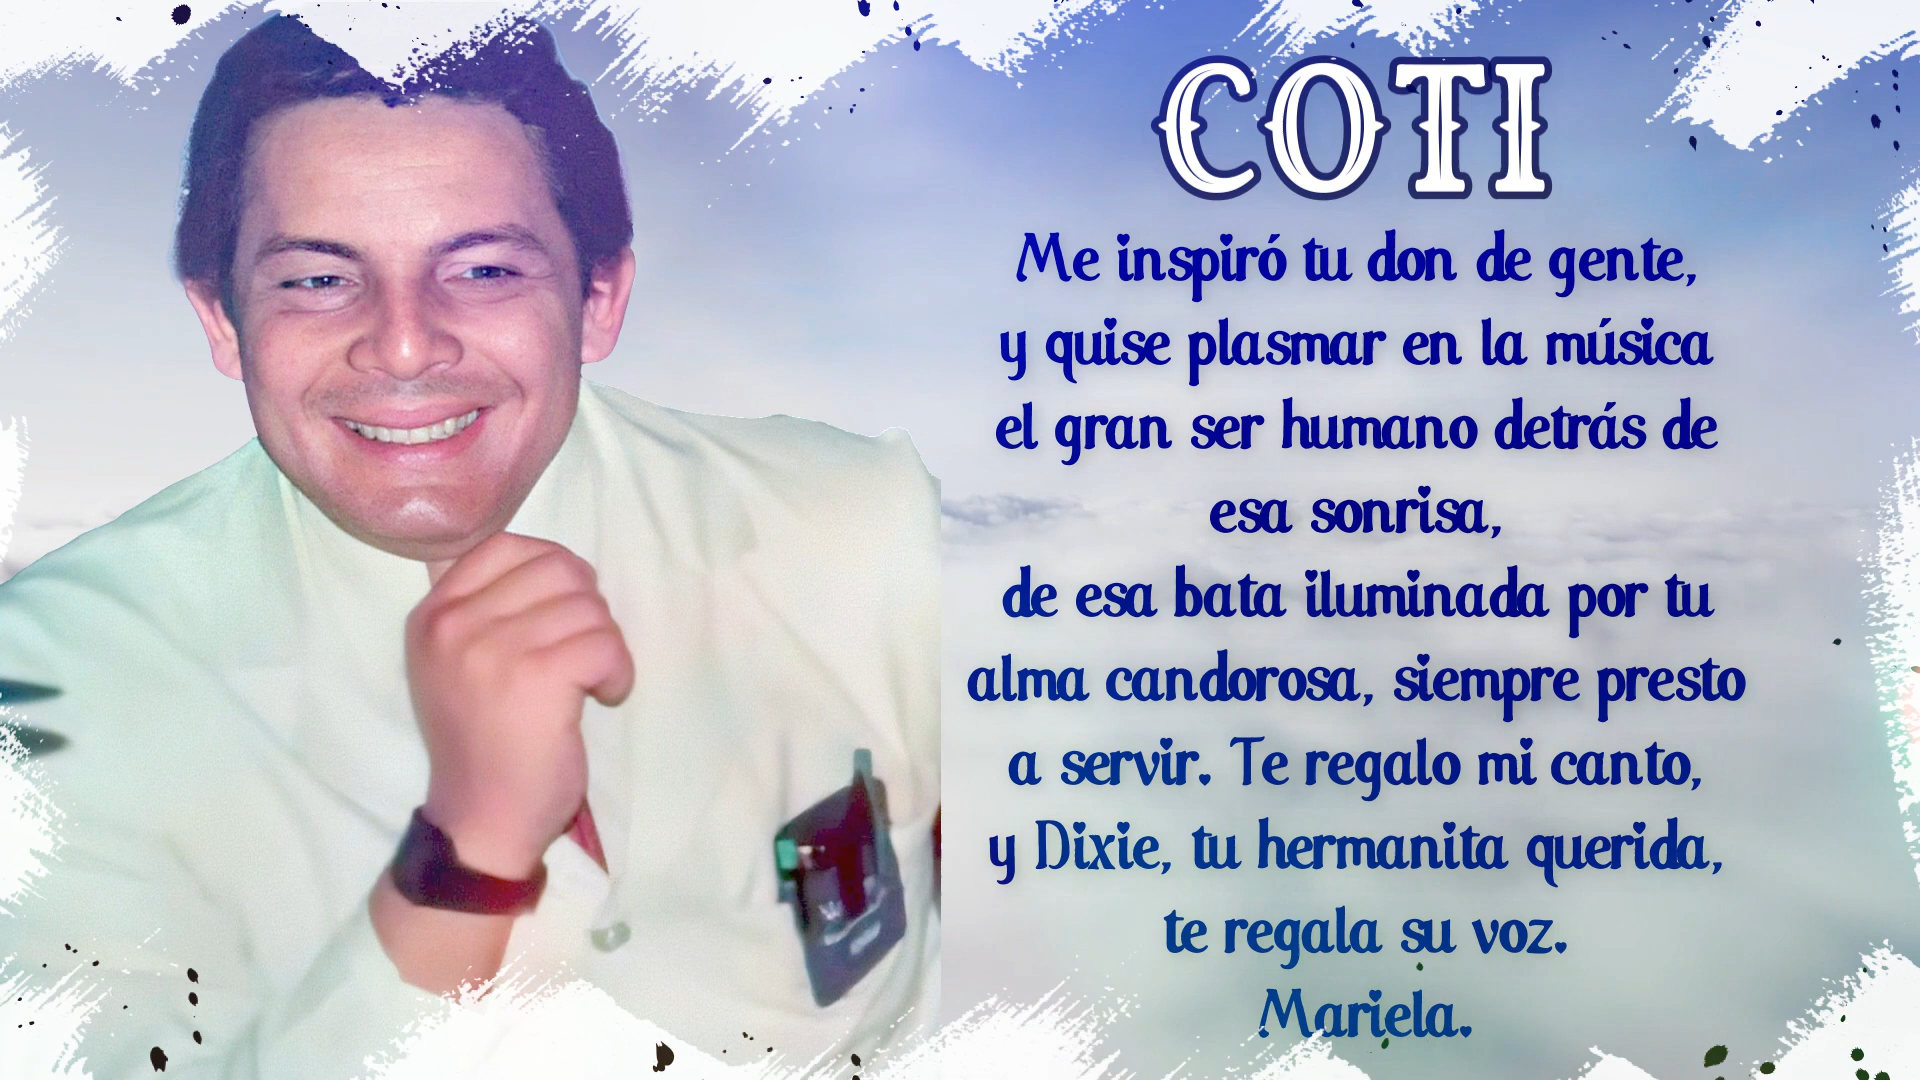 COTI
Me inspiró tu don de gente,
y quise plasmar en la música
el gran ser humano detrás de
esa sonrisa,
de esa bata iluminada por tu
alma candorosa, siempre presto
a servir. Te regalo mi canto,
y Dixie, tu hermanita querida,
te regala su voz.
Mariela.